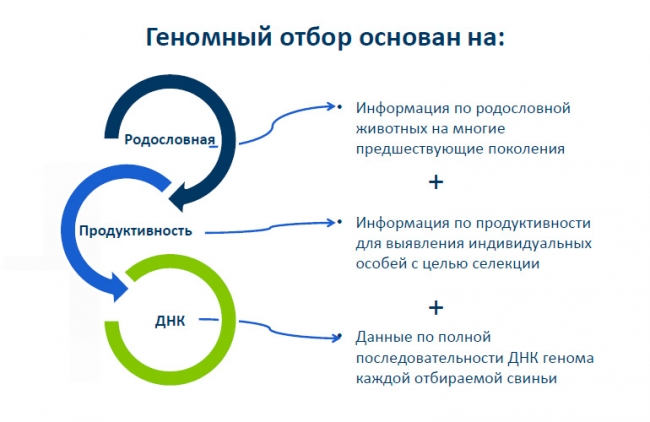 Геномный отбор основан на:
Родословная
• Информация по родословной
животных на многие
предшествующие поколения
+
Продуктивность
• Информация по продуктивности
для выявления индивидуальных
особей с целью селекции
+
ДНК
• Данные по полной
последовательности ДНК генома
каждой отбираемой свиньи